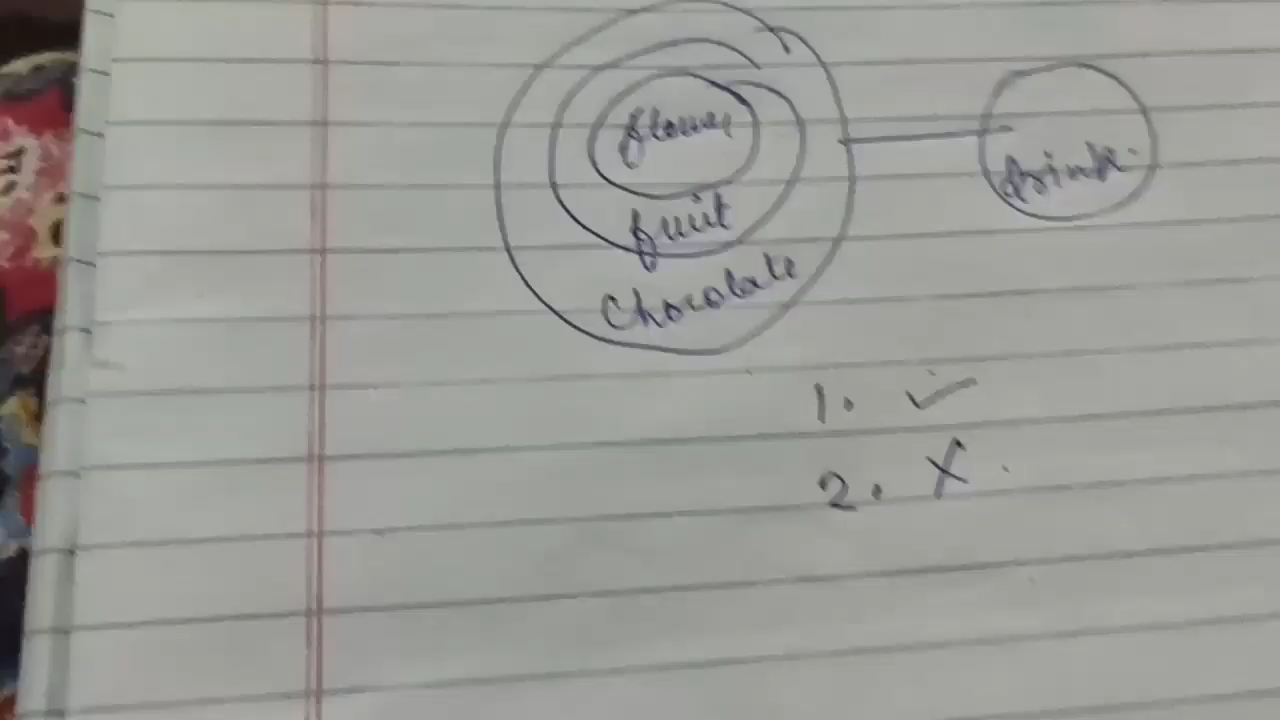 flower
fruit
Chocolate
Drink.
1. ✓
2. X